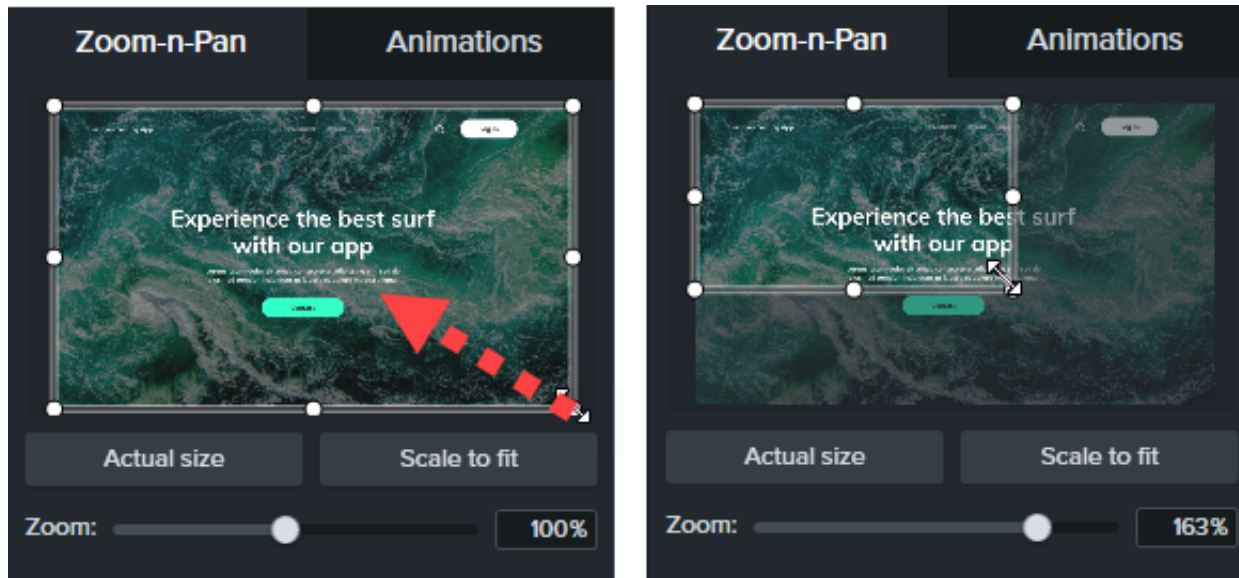 Zoom-n-Pan
Animations
Experience the best surf
with our app
Actual size
Scale to fit
Zoom:
100%
Zoom-n-Pan
Animations
Experience the best surf
with our app
Actual size
Scale to fit
Zoom:
163%